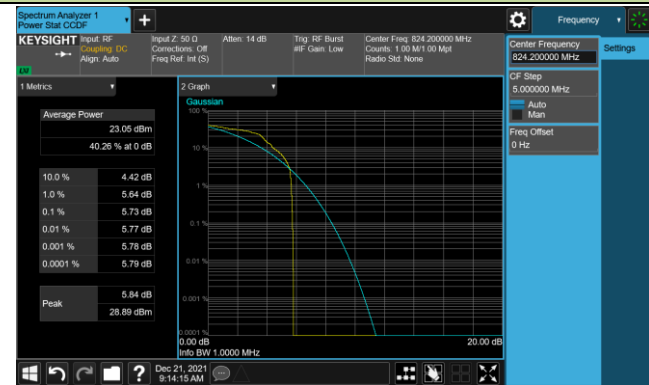 Spectrum Analyzer 1
Power Stat CCDF
Frequency
KEYSIGHT
Input: RF
Coupling: DC
Align: Auto
Input Z: 50 Ω
Corrections: Off
Freq Ref: Int (S)
Atten: 14 dB
Trig: RF Burst
#IF Gain: Low
Center Freq: 824.200000 MHz
Counts: 1.00 M/1.00 Mpt
Radio Std: None
Center Frequency
824.200000 MHz
Settings
CF Step
5.000000 MHz
Auto
Man
Freq Offset
0 Hz
1 Metrics
Average Power
23.05 dBm
40.26 % at 0 dB
10.0 % 4.42 dB
1.0 % 5.64 dB
0.1 % 5.73 dB
0.01 % 5.77 dB
0.001 % 5.78 dB
0.0001 % 5.79 dB
Peak 5.84 dB
28.89 dBm
2 Graph
Gaussian
100 %
10 %
1 %
0.1 %
0.01 %
0.001 %
0.0001 %
0.00 dB 20.00 dB
Info BW 1.0000 MHz
Dec 21, 2021
9:14:15 AM